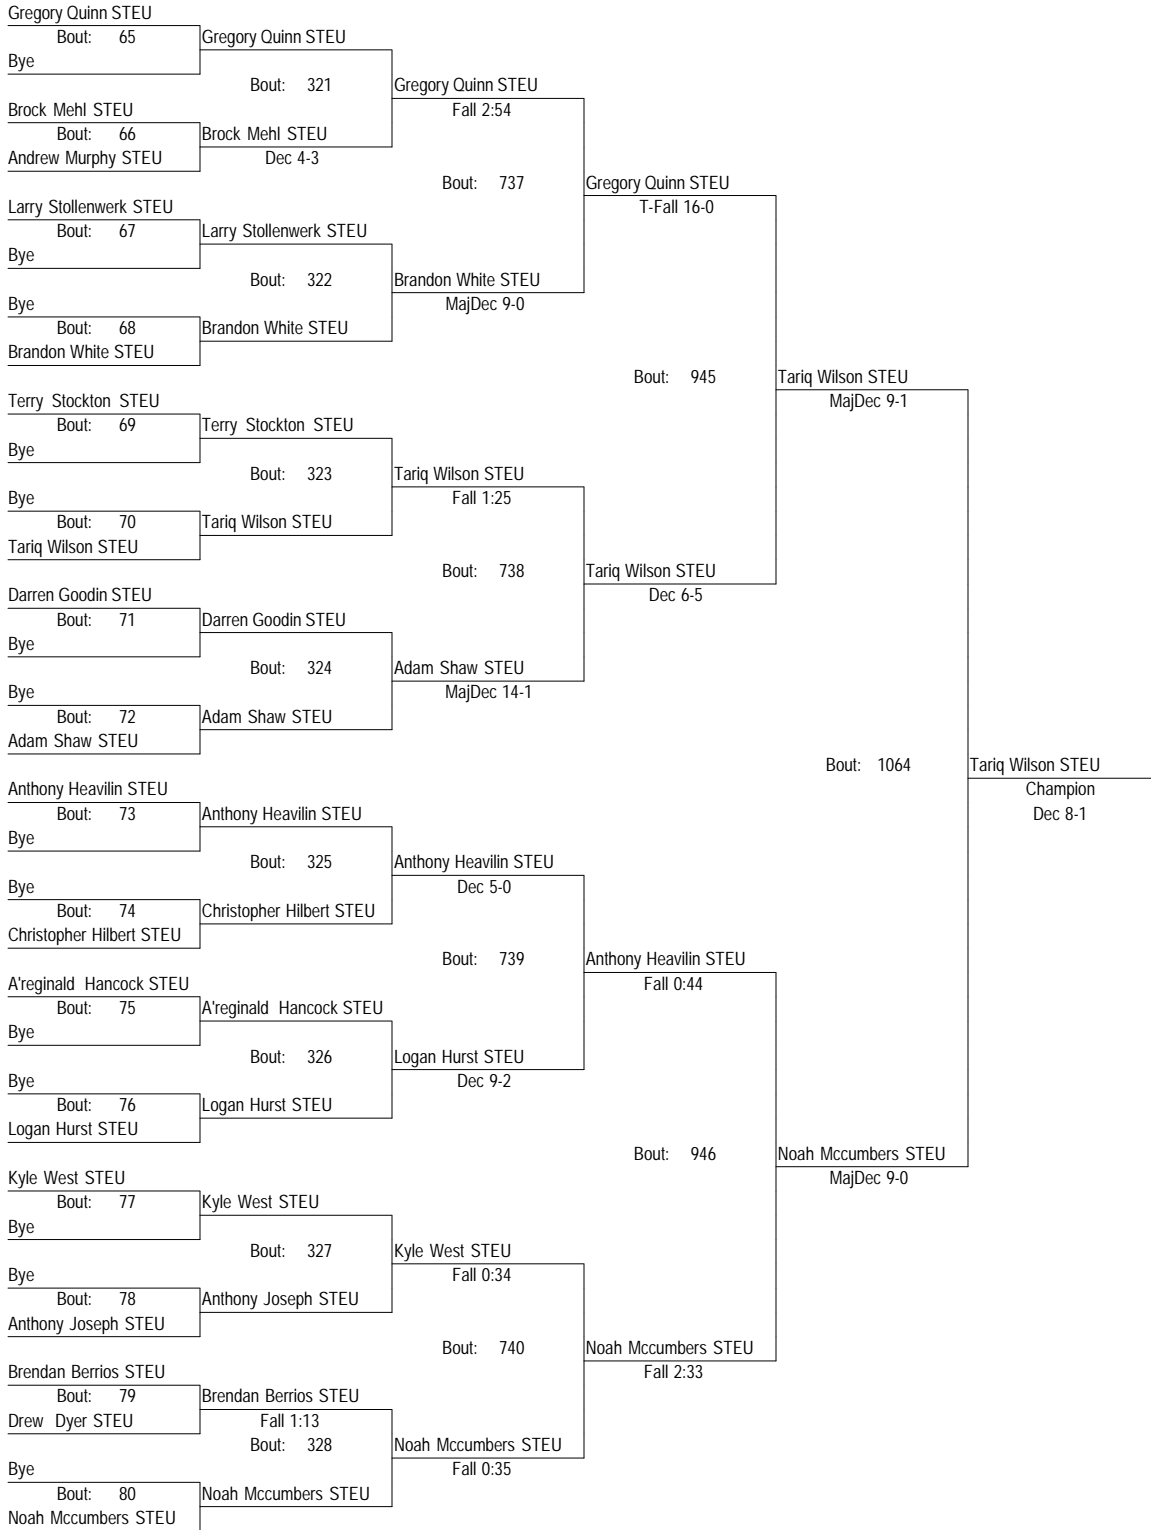 Gregory Quinn STEU
Bout: 65
Gregory Quinn STEU
Bye
Bout: 321
Gregory Quinn STEU
Fall 2:54
Brock Mehl STEU
Bout: 66
Brock Mehl STEU
Andrew Murphy STEU
Dec 4-3
Bout: 737
Gregory Quinn STEU
T-Fall 16-0
Larry Stollenwerk STEU
Bout: 67
Larry Stollenwerk STEU
Bye
Bout: 322
Brandon White STEU
MajDec 9-0
Bye
Bout: 68
Brandon White STEU
Brandon White STEU
Bout: 945
Tariq Wilson STEU
MajDec 9-1
Terry Stockton STEU
Bout: 69
Terry Stockton STEU
Bye
Bout: 323
Tariq Wilson STEU
Fall 1:25
Bye
Bout: 70
Tariq Wilson STEU
Tariq Wilson STEU
Bout: 738
Tariq Wilson STEU
Dec 6-5
Darren Goodin STEU
Bout: 71
Darren Goodin STEU
Bye
Bout: 324
Adam Shaw STEU
MajDec 14-1
Bye
Bout: 72
Adam Shaw STEU
Adam Shaw STEU
Bout: 1064
Tariq Wilson STEU
Champion
Dec 8-1
Anthony Heavilin STEU
Bout: 73
Anthony Heavilin STEU
Bye
Bout: 325
Anthony Heavilin STEU
Dec 5-0
Bye
Bout: 74
Christopher Hilbert STEU
Christopher Hilbert STEU
Bout: 739
Anthony Heavilin STEU
Fall 0:44
A'reginald Hancock STEU
Bout: 75
A'reginald Hancock STEU
Bye
Bout: 326
Logan Hurst STEU
Dec 9-2
Bye
Bout: 76
Logan Hurst STEU
Logan Hurst STEU
Bout: 946
Noah Mccumbers STEU
MajDec 9-0
Kyle West STEU
Bout: 77
Kyle West STEU
Bye
Bout: 327
Kyle West STEU
Fall 0:34
Bye
Bout: 78
Anthony Joseph STEU
Anthony Joseph STEU
Bout: 740
Noah Mccumbers STEU
Fall 2:33
Brendan Berrios STEU
Bout: 79
Brendan Berrios STEU
Drew Dyer STEU
Fall 1:13
Bout: 328
Noah Mccumbers STEU
Fall 0:35
Bye
Bout: 80
Noah Mccumbers STEU
Noah Mccumbers STEU